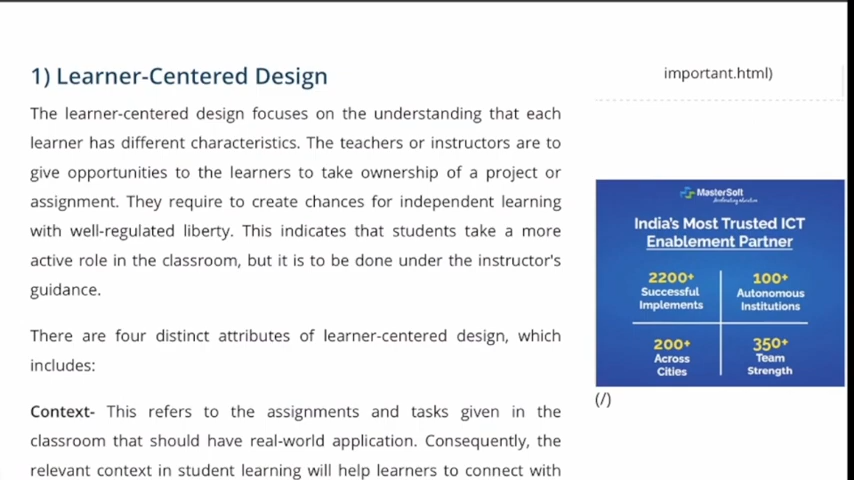 1) Learner-Centered Design
The learner-centered design focuses on the understanding that each
learner has different characteristics. The teachers or instructors are to
give opportunities to the learners to take ownership of a project or
assignment. They require to create chances for independent learning
with well-regulated liberty. This indicates that students take a more
active role in the classroom, but it is to be done under the instructor's
guidance.
There are four distinct attributes of learner-centered design, which
includes:
Context- This refers to the assignments and tasks given in the
classroom that should have real-world application. Consequently, the
relevant context in student learning will help learners to connect with
important.html)
MasterSoft
Accelerating education
India's Most Trusted ICT
Enablement Partner
2200+
Successful
Implements
100+
Autonomous
Institutions
200+
Across
Cities
350+
Team
Strength
(/)